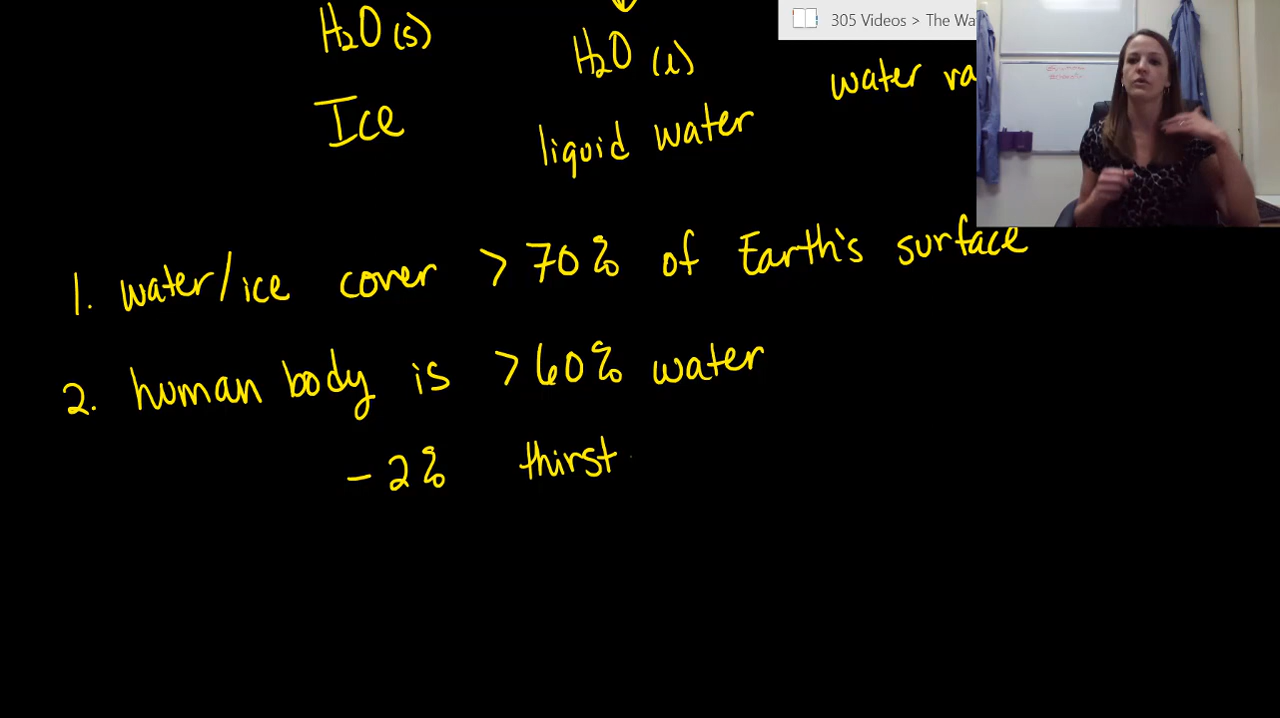 305 Videos > The Wa
H₂O (s)
H₂O (l)
water va
Ice
liquid water
1. water/ice cover > 70% of Earth's surface
2. human body is > 60% water
- 2% thirst